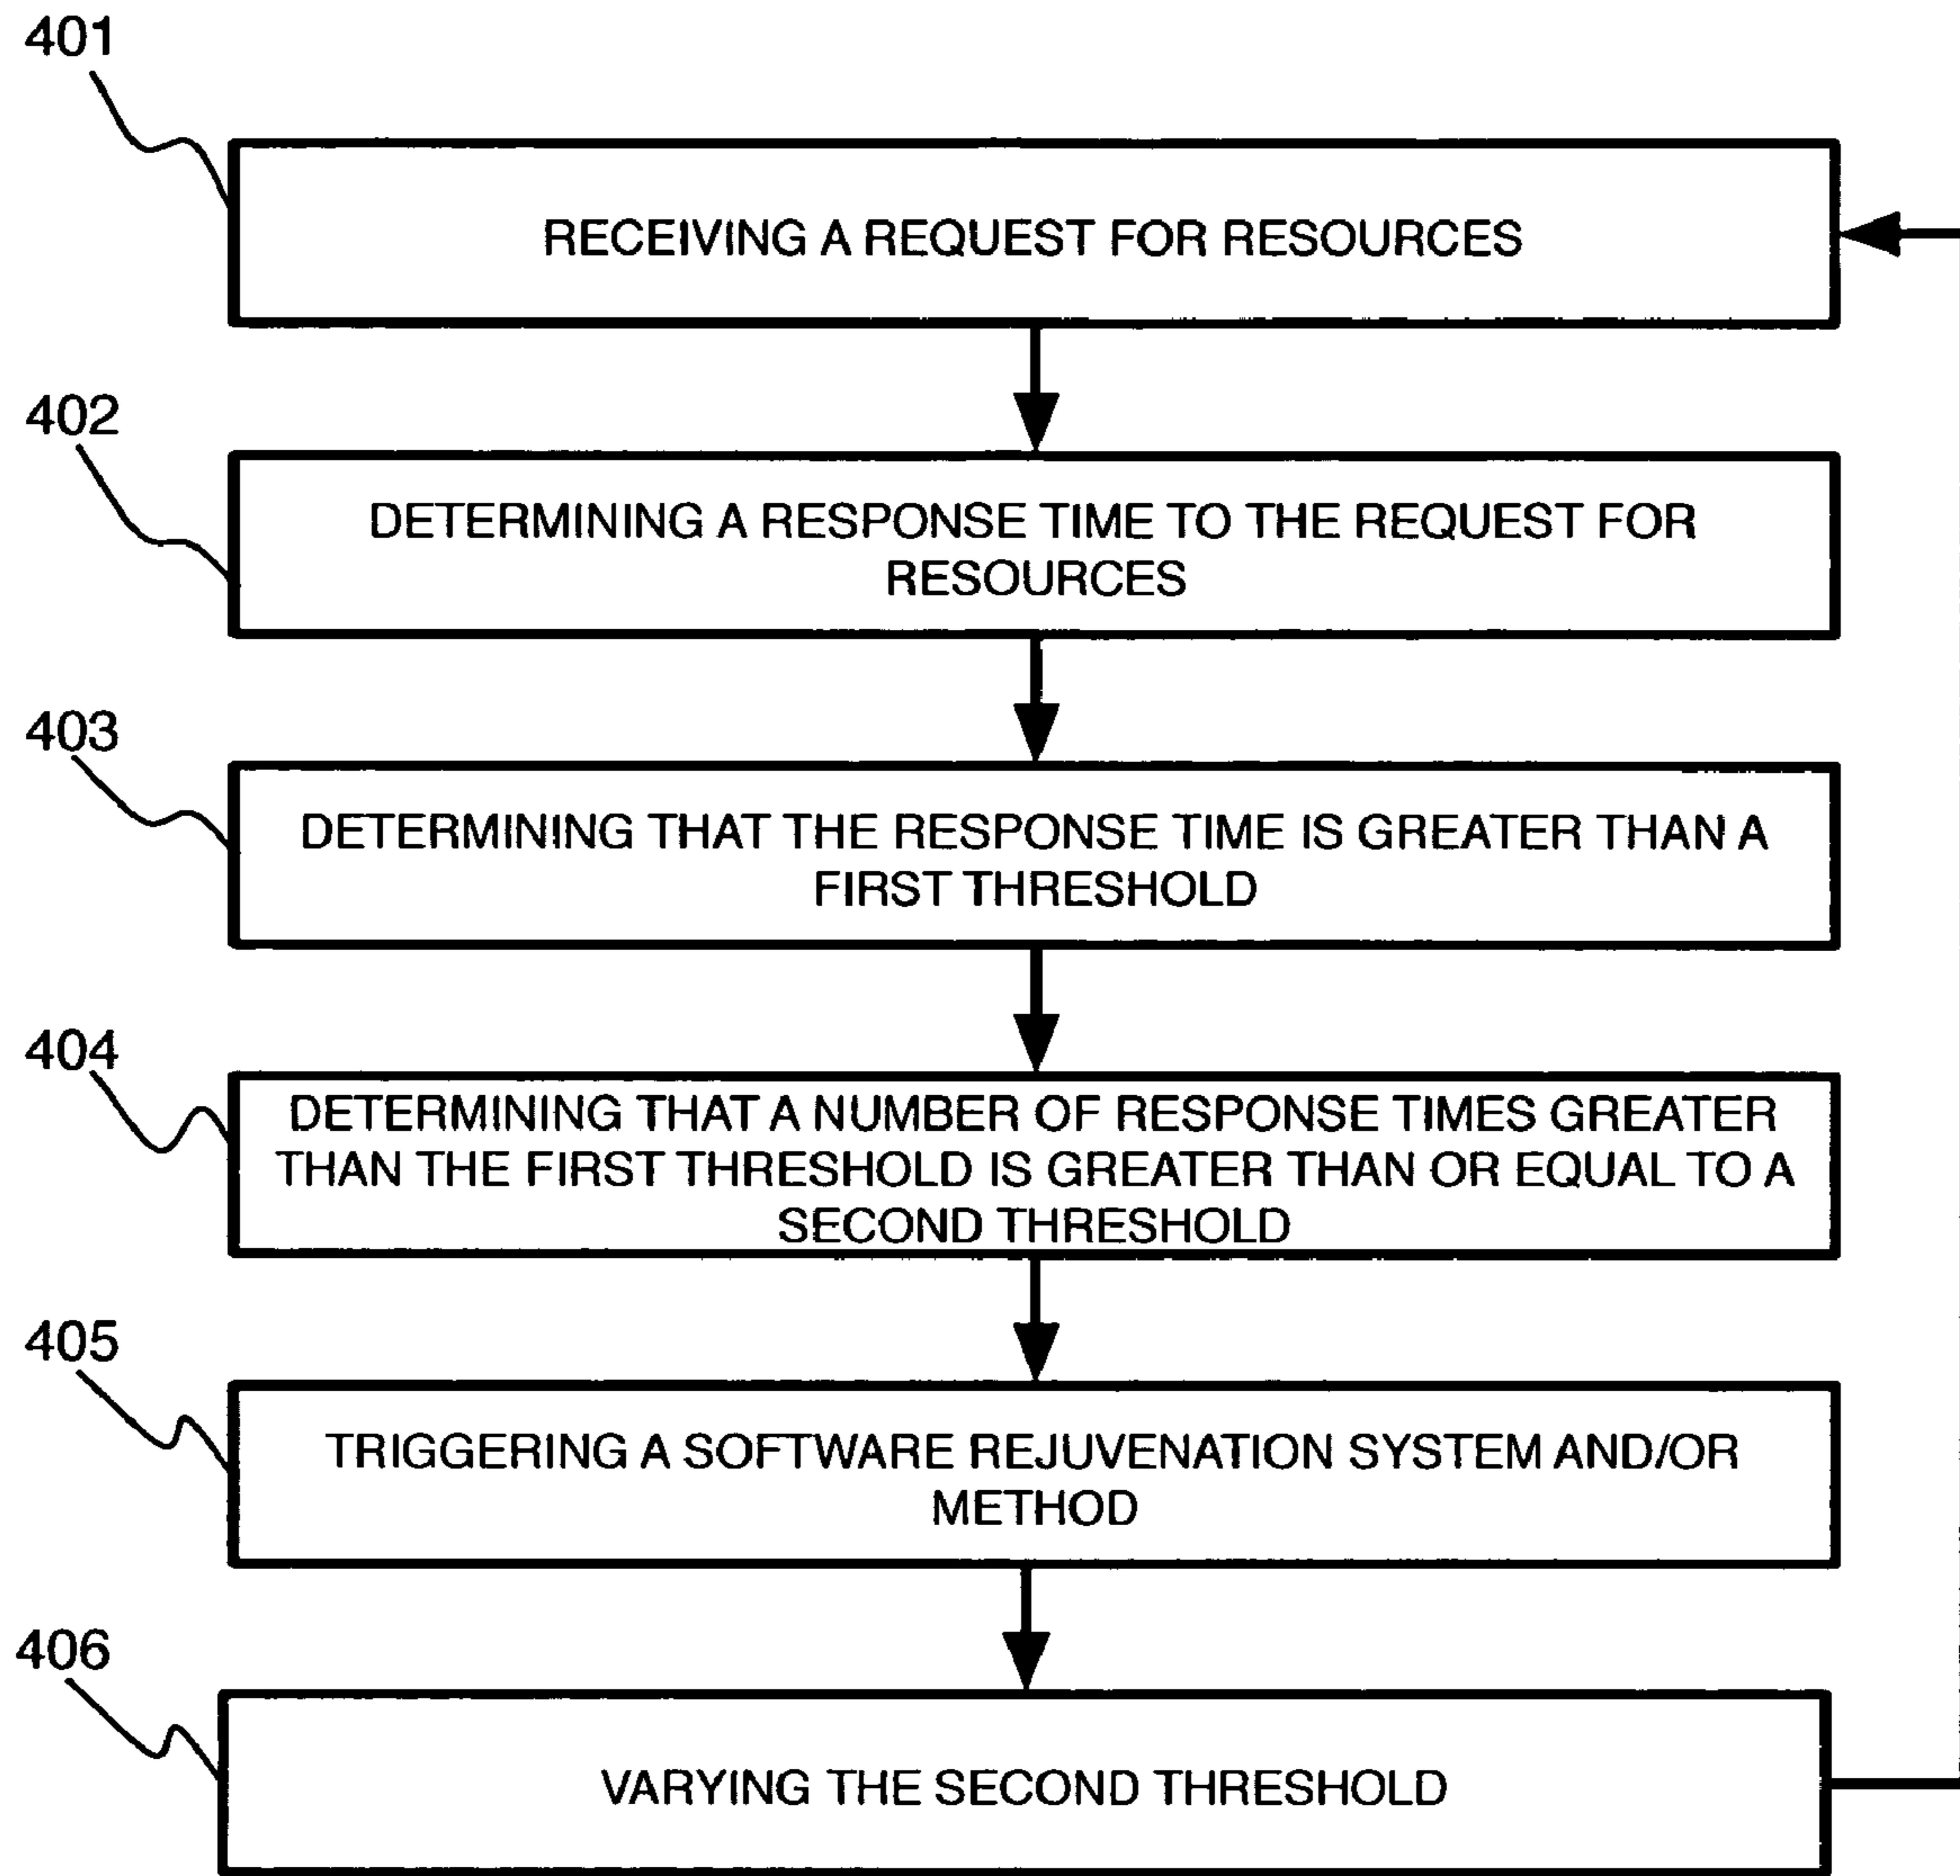 401
RECEIVING A REQUEST FOR RESOURCES
402
DETERMINING A RESPONSE TIME TO THE REQUEST FOR
RESOURCES
403
DETERMINING THAT THE RESPONSE TIME IS GREATER THAN A
FIRST THRESHOLD
404
DETERMINING THAT A NUMBER OF RESPONSE TIMES GREATER
THAN THE FIRST THRESHOLD IS GREATER THAN OR EQUAL TO A
SECOND THRESHOLD
405
TRIGGERING A SOFTWARE REJUVENATION SYSTEM AND/OR
METHOD
406
VARYING THE SECOND THRESHOLD